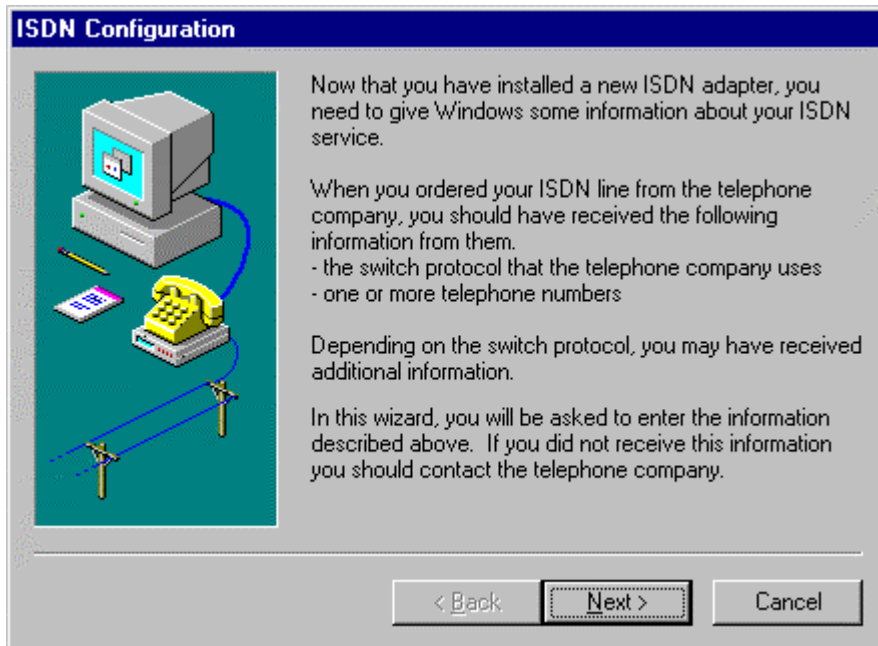 ISDN Configuration
Now that you have installed a new ISDN adapter, you
need to give Windows some information about your ISDN
service.
When you ordered your ISDN line from the telephone
company, you should have received the following
information from them.
- the switch protocol that the telephone company uses
- one or more telephone numbers
Depending on the switch protocol, you may have received
additional information.
In this wizard, you will be asked to enter the information
described above.  If you did not receive this information
you should contact the telephone company.
< Back
Next >
Cancel